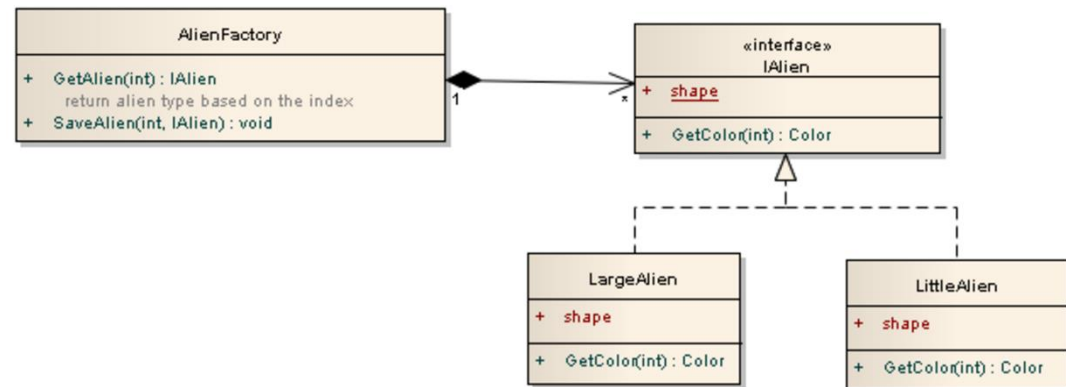 AlienFactory
+ GetAlien(int) : IAlien
return alien type based on the index
+ SaveAlien(int, IAlien) : void
1
*
«interface»
IAlien
+ shape
+ GetColor(int) : Color
LargeAlien
+ shape
+ GetColor(int) : Color
LittleAlien
+ shape
+ GetColor(int) : Color